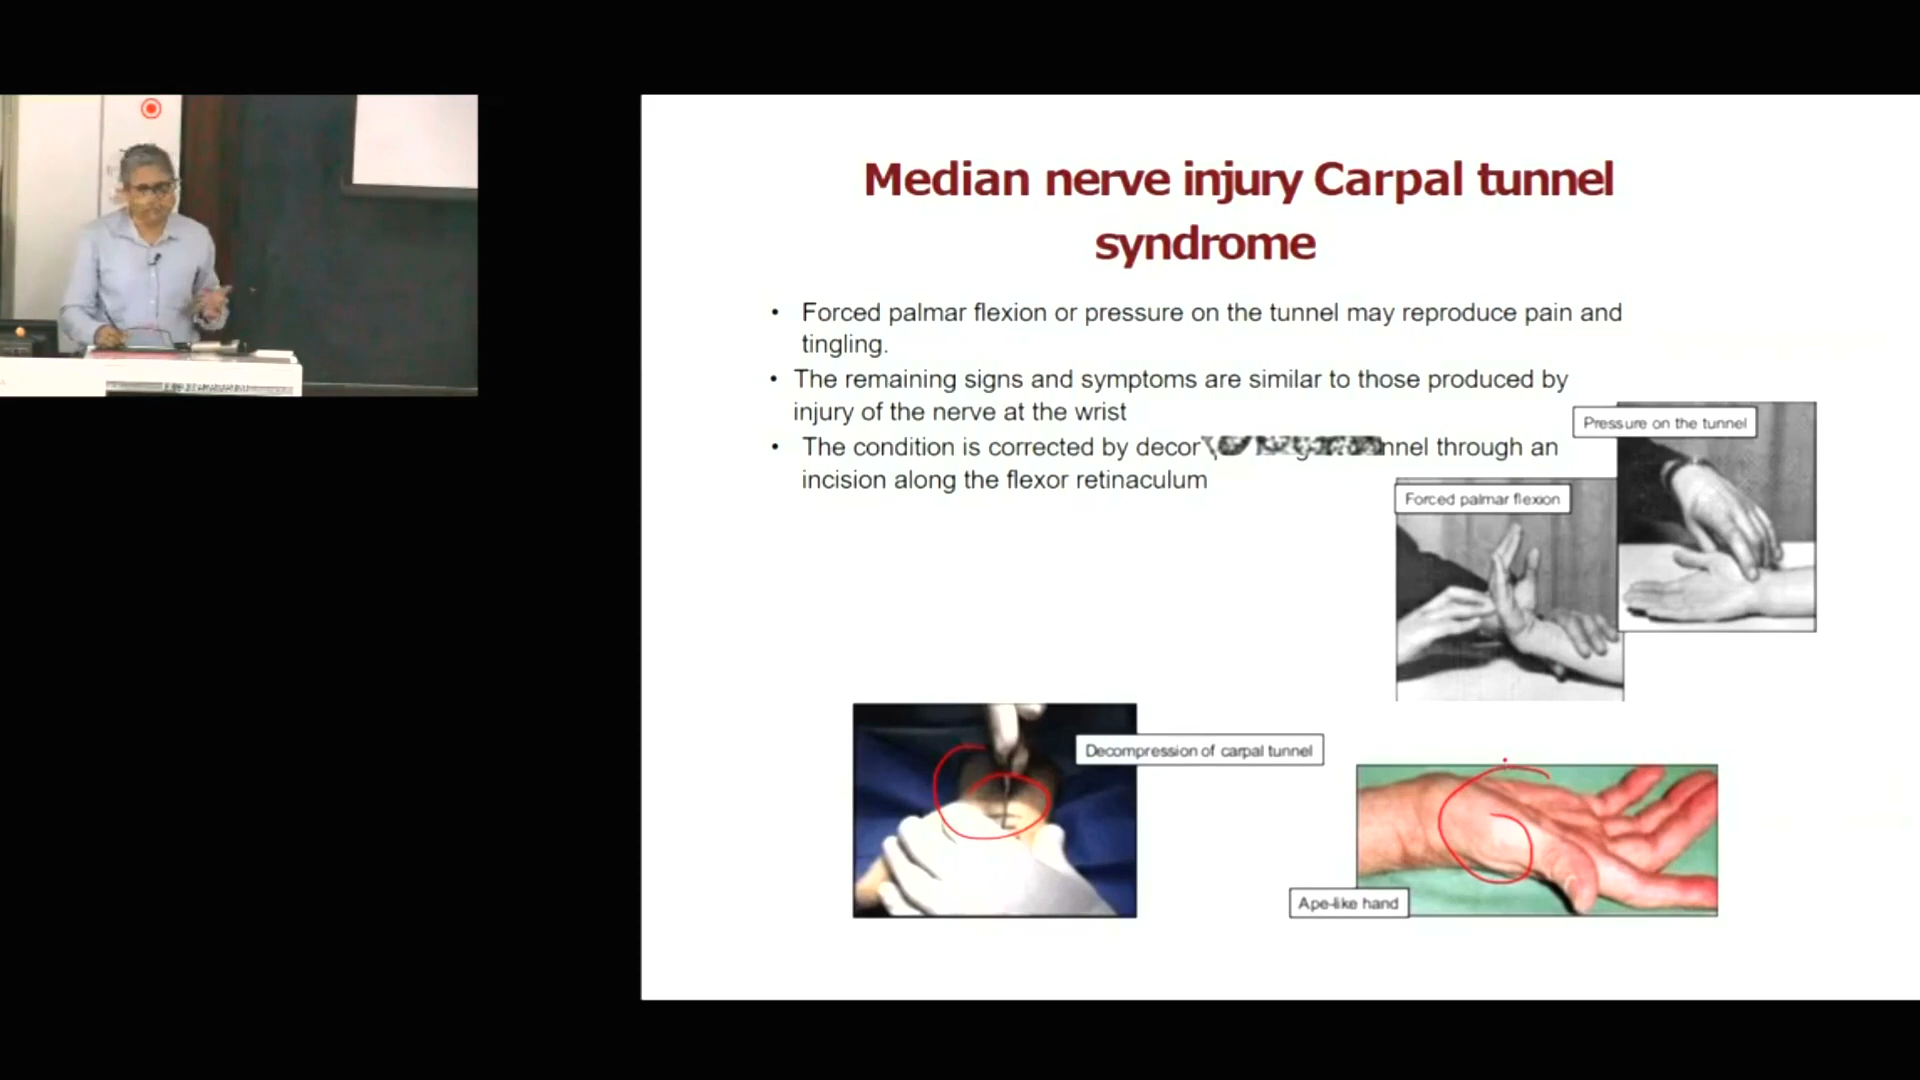 Median nerve injury Carpal tunnel
syndrome
• Forced palmar flexion or pressure on the tunnel may reproduce pain and
tingling.
• The remaining signs and symptoms are similar to those produced by
injury of the nerve at the wrist
• The condition is corrected by through an
incision along the flexor retinaculum
Pressure on the tunnel
Forced palmar flexion
Decompression of carpal tunnel
Ape-like hand